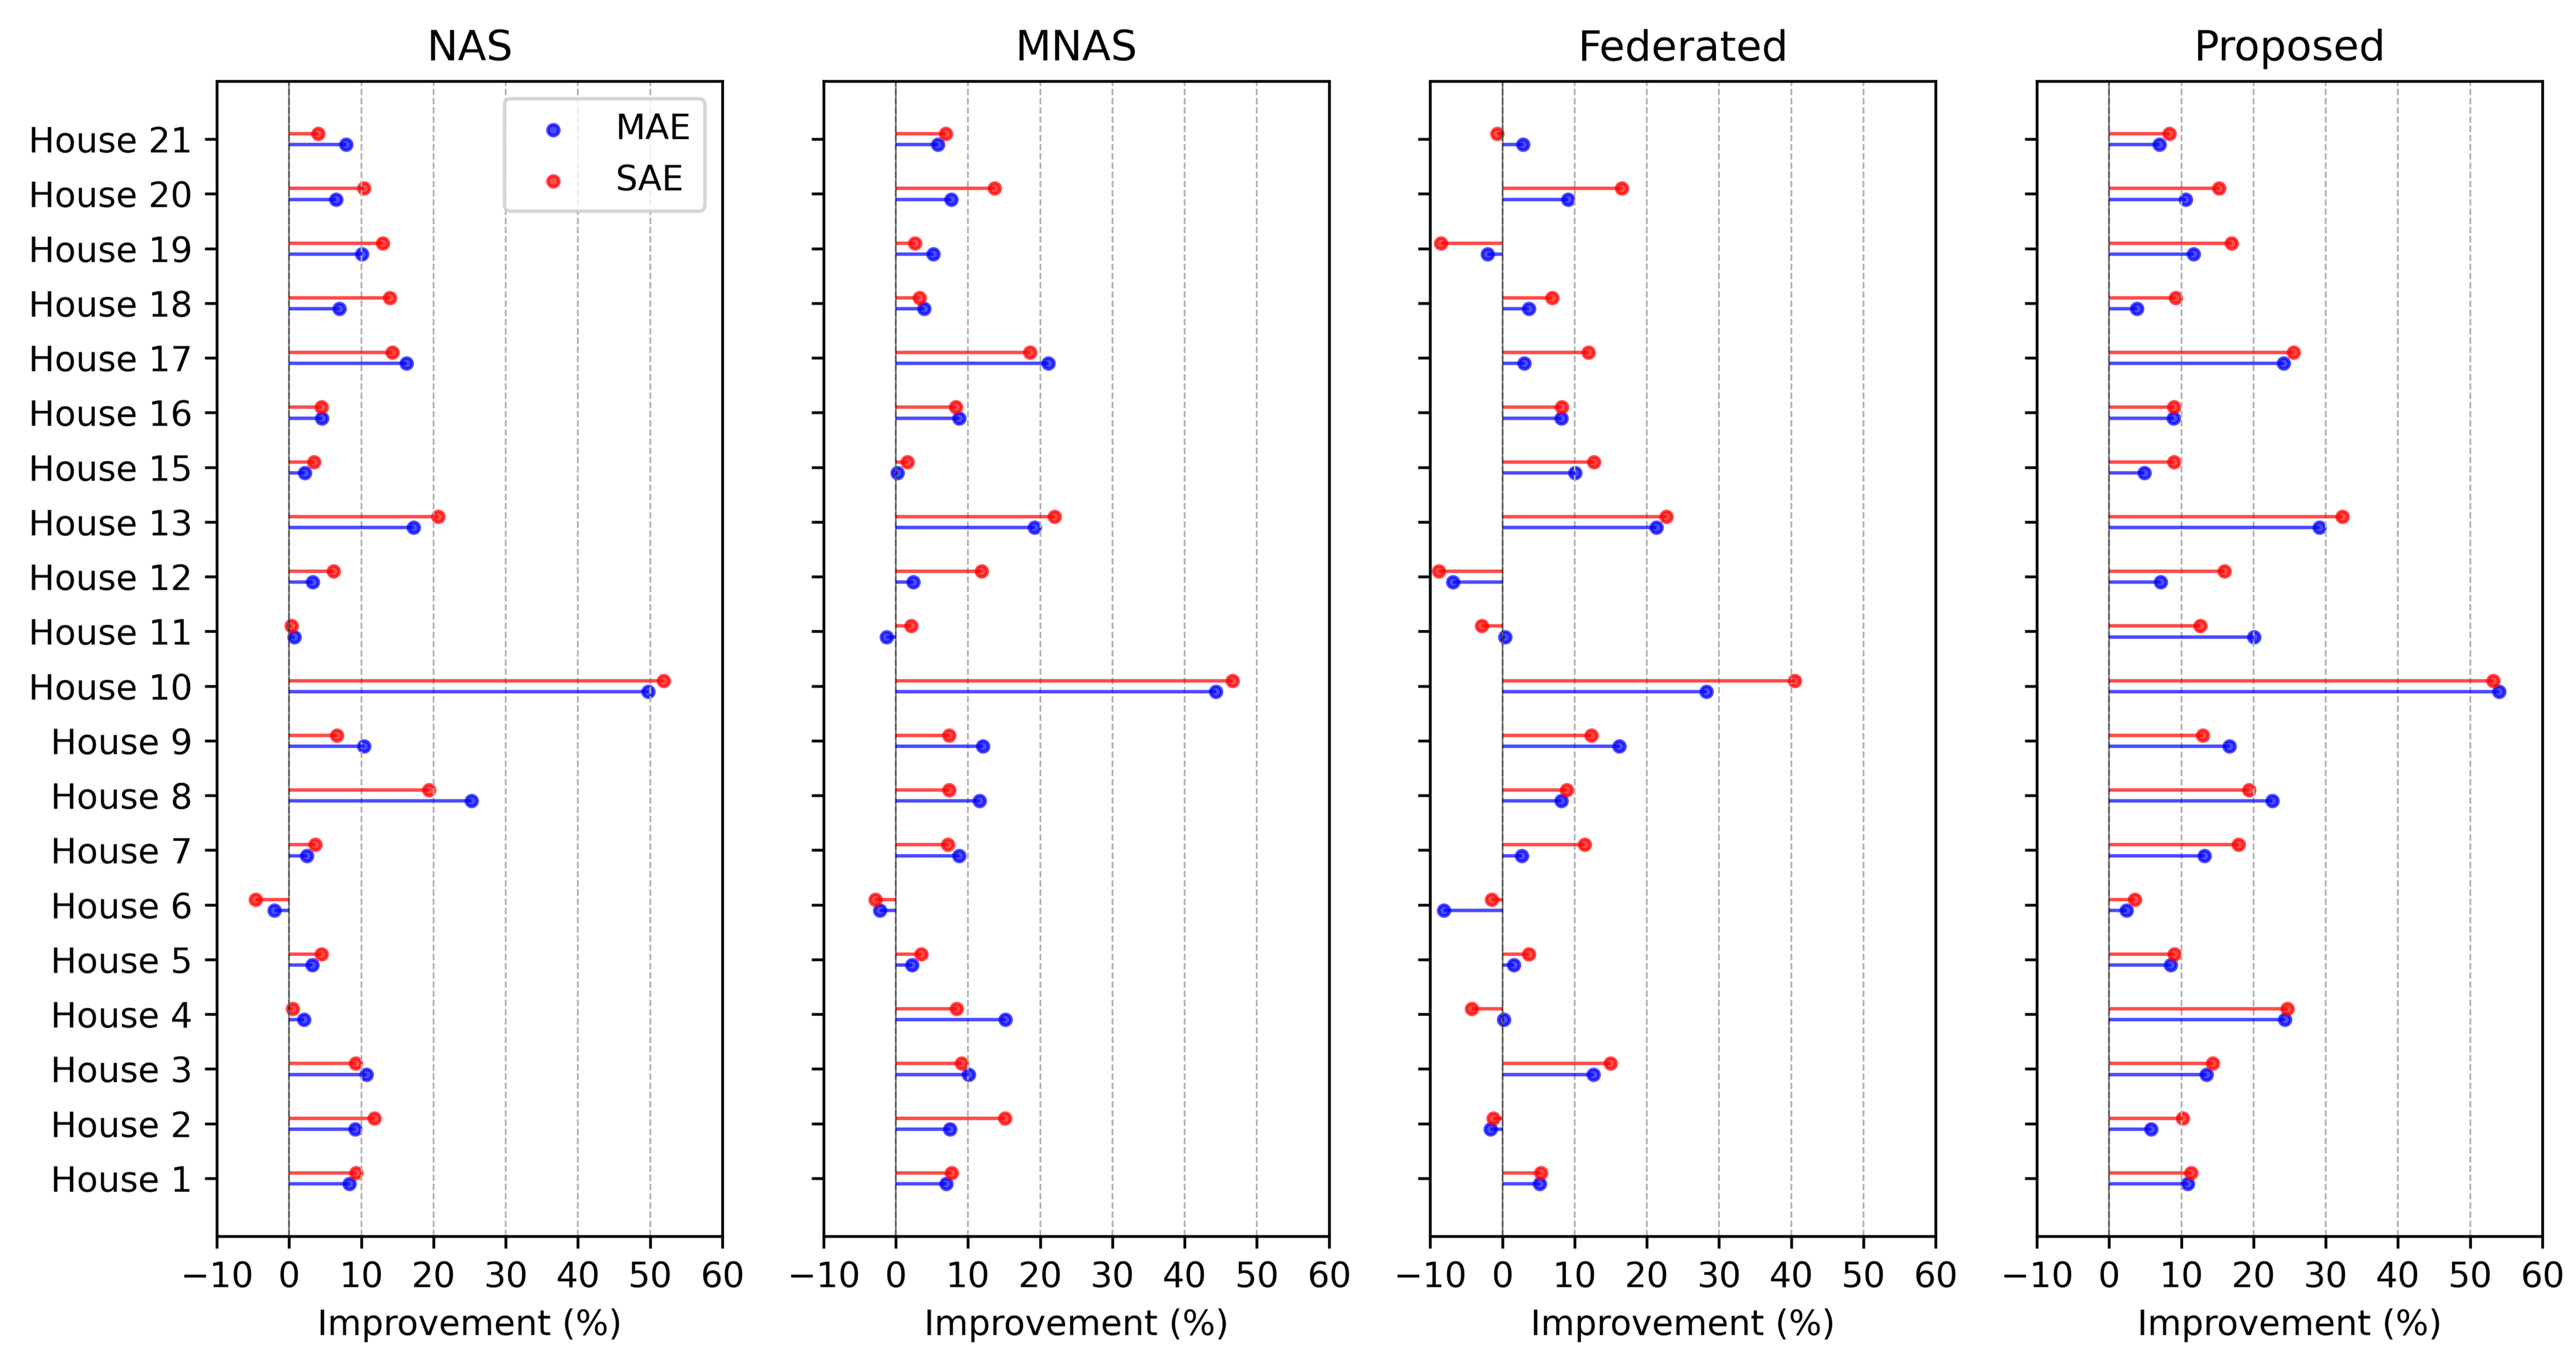 NAS
MNAS
Federated
Proposed
MAE
SAE
House 21
House 20
House 19
House 18
House 17
House 16
House 15
House 13
House 12
House 11
House 10
House 9
House 8
House 7
House 6
House 5
House 4
House 3
House 2
House 1
−10 0 10 20 30 40 50 60
−10 0 10 20 30 40 50 60
−10 0 10 20 30 40 50 60
−10 0 10 20 30 40 50 60
Improvement (%)
Improvement (%)
Improvement (%)
Improvement (%)